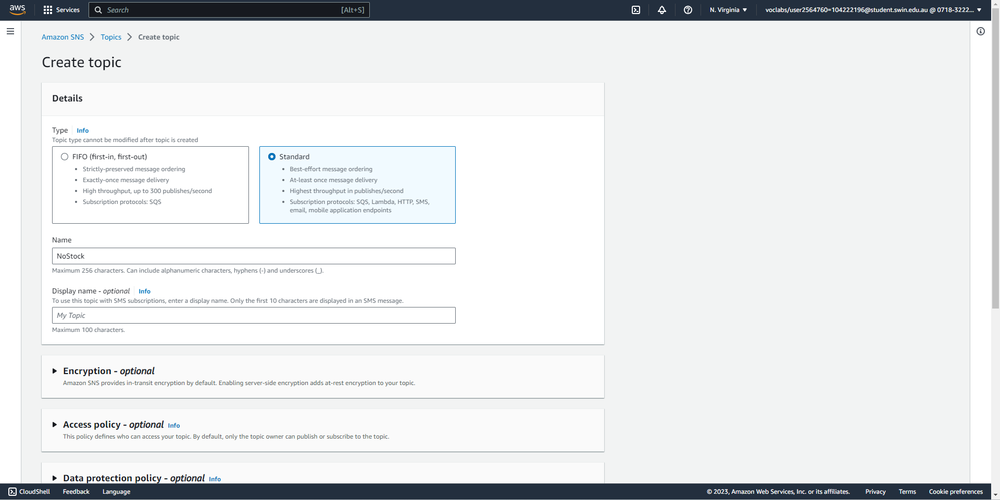 aws
Services
Search
[Alt+S]
N. Virginia
voclabs/user2564760=104222196@student.swin.edu.au @ 0718-3222...
Amazon SNS
Topics
Create topic
Create topic
Details
Type
Info
Topic type cannot be modified after topic is created
FIFO (first-in, first-out)
Strictly-preserved message ordering
Exactly-once message delivery
High throughput, up to 300 publishes/second
Subscription protocols: SQS
Standard
Best-effort message ordering
At-least once message delivery
Highest throughput in publishes/second
Subscription protocols: SQS, Lambda, HTTP, SMS,
email, mobile application endpoints
Name
NoStock
Maximum 256 characters. Can include alphanumeric characters, hyphens (-) and underscores (_).
Display name - optional
Info
To use this topic with SMS subscriptions, enter a display name. Only the first 10 characters are displayed in an SMS message.
My Topic
Maximum 100 characters.
Encryption - optional
Amazon SNS provides in-transit encryption by default. Enabling server-side encryption adds at-rest encryption to your topic.
Access policy - optional
Info
This policy defines who can access your topic. By default, only the topic owner can publish or subscribe to the topic.
Data protection policy - optional
Info
CloudShell
Feedback
Language
© 2023, Amazon Web Services, Inc. or its affiliates.
Privacy
Terms
Cookie preferences